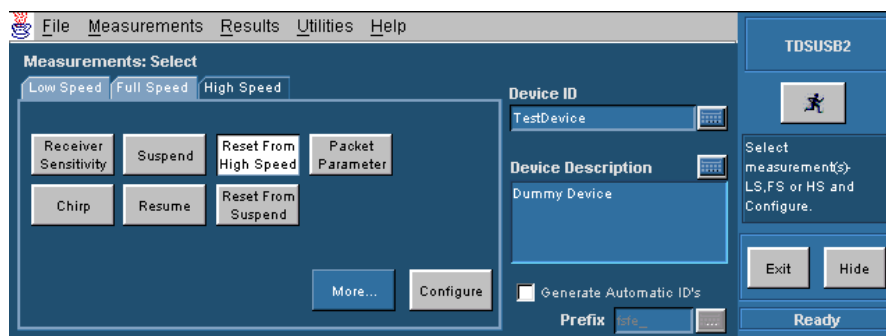 File Measurements Results Utilities Help
TDSUSB2
Measurements: Select
Low Speed Full Speed High Speed
Receiver Sensitivity
Suspend
Reset From High Speed
Packet Parameter
Chirp
Resume
Reset From Suspend
More...
Configure
Device ID
TestDevice
Device Description
Dummy Device
Generate Automatic ID's
Prefix tste_
...
Select
measurement(s)-
LS,FS or HS and
Configure.
Exit
Hide
Ready